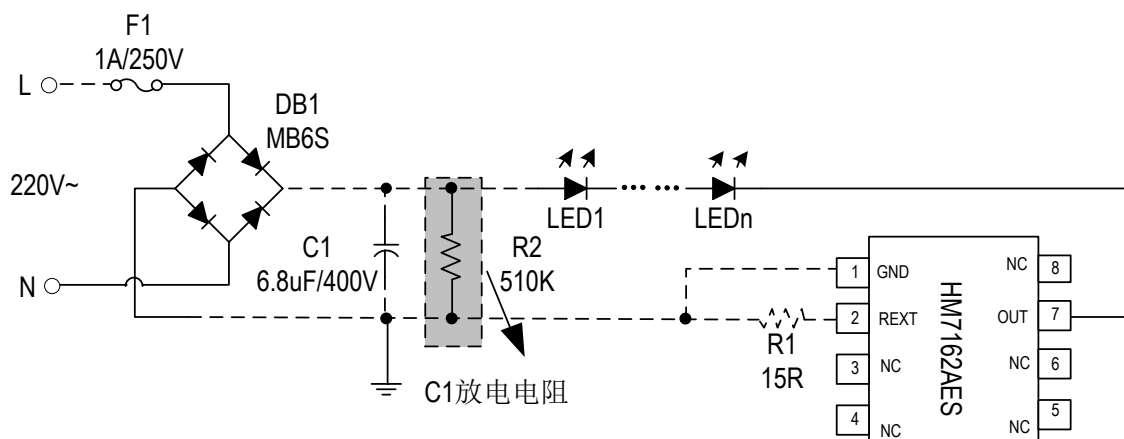 F1
1A/250V
L
DB1
MB6S
220V~
LED1
LEDn
C1
6.8uF/400V
R2
510K
N
1 GND
NC 8
2 REXT
OUT 7
HM7162AES
R1
15R
3 NC
NC 6
C1放电电阻
4 NC
NC 5